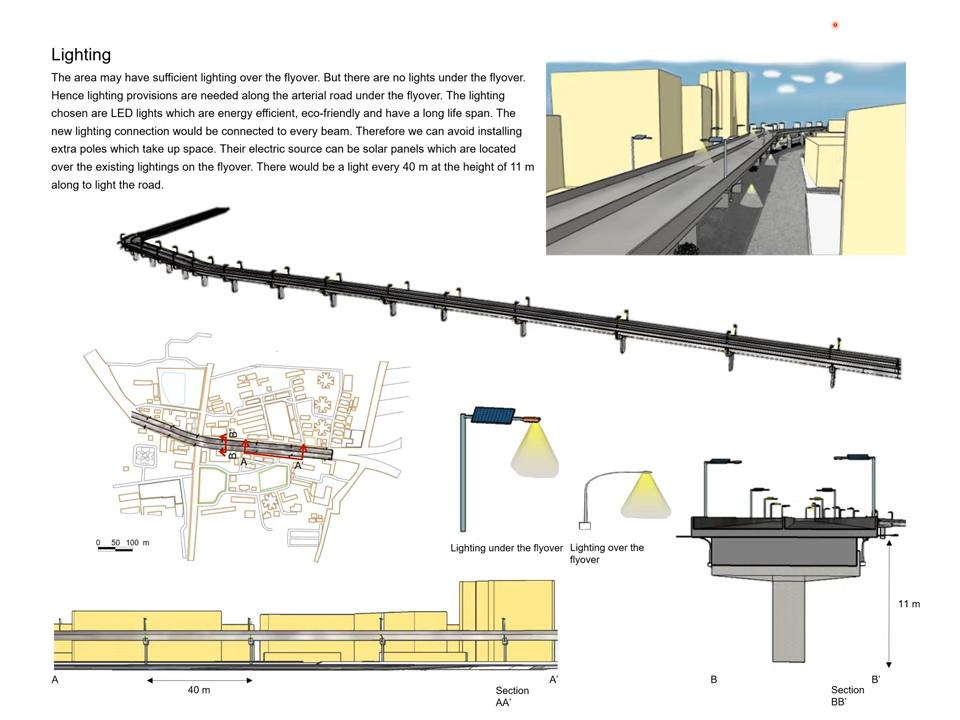 Lighting
The area may have sufficient lighting over the flyover. But there are no lights under the flyover.
Hence lighting provisions are needed along the arterial road under the flyover. The lighting
chosen are LED lights which are energy efficient, eco-friendly and have a long life span. The
new lighting connection would be connected to every beam. Therefore we can avoid installing
extra poles which take up space. Their electric source can be solar panels which are located
over the existing lightings on the flyover. There would be a light every 40 m at the height of 11 m
along to light the road.
B'
B
A
A'
0 50 100 m
Lighting under the flyover
Lighting over the
flyover
11 m
A
40 m
A'
Section
AA'
B
B'
Section
BB'